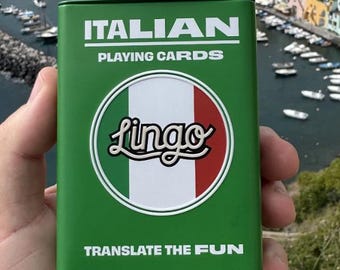 ITALIAN
PLAYING CARDS
Lingo
TRANSLATE THE FUN